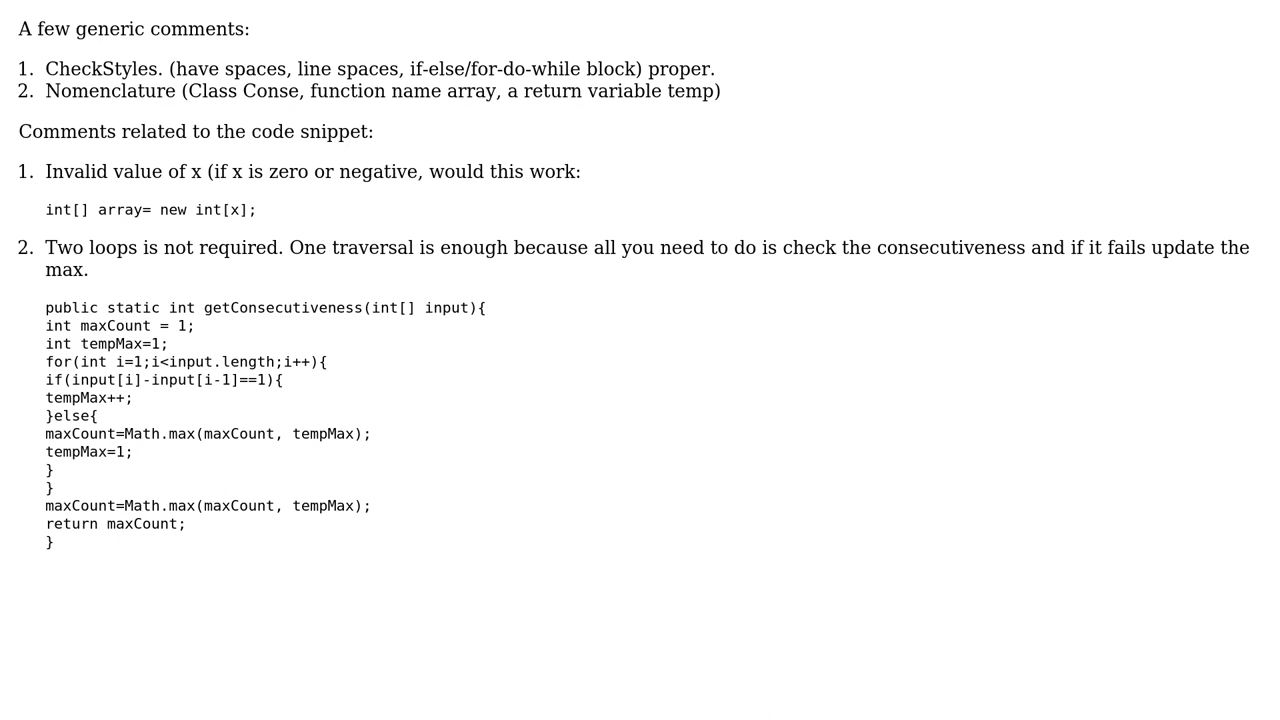 A few generic comments:
1. CheckStyles. (have spaces, line spaces, if-else/for-do-while block) proper.
2. Nomenclature (Class Conse, function name array, a return variable temp)
Comments related to the code snippet:
1. Invalid value of x (if x is zero or negative, would this work:
int[] array= new int[x];
2. Two loops is not required. One traversal is enough because all you need to do is check the consecutiveness and if it fails update the
max.
public static int getConsecutiveness(int[] input){
int maxCount = 1;
int tempMax=1;
for(int i=1;i<input.length;i++){
if(input[i]-input[i-1]==1){
tempMax++;
}else{
maxCount=Math.max(maxCount, tempMax);
tempMax=1;
}
}
maxCount=Math.max(maxCount, tempMax);
return maxCount;
}